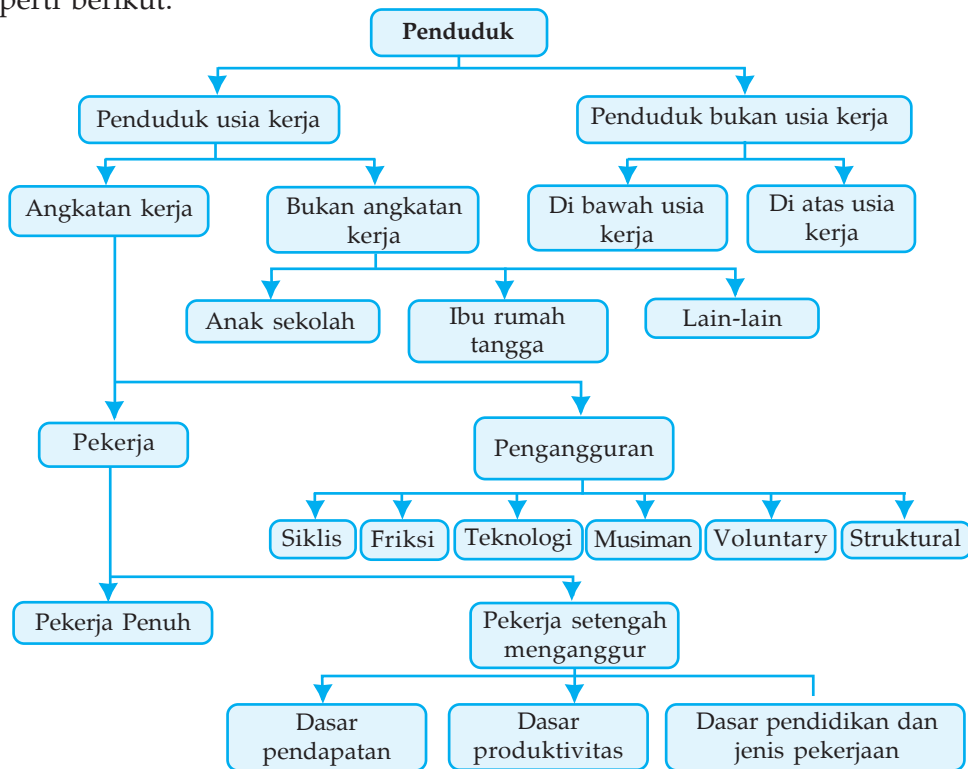 perti berikut.
Penduduk
Penduduk usia kerja
Penduduk bukan usia kerja
Angkatan kerja
Bukan angkatan
kerja
Di bawah usia
kerja
Di atas usia
kerja
Anak sekolah
Ibu rumah
tangga
Lain-lain
Pekerja
Pengangguran
Siklis
Friksi
Teknologi
Musiman
Voluntary
Struktural
Pekerja Penuh
Pekerja setengah
menganggur
Dasar
pendapatan
Dasar
produktivitas
Dasar pendidikan dan
jenis pekerjaan